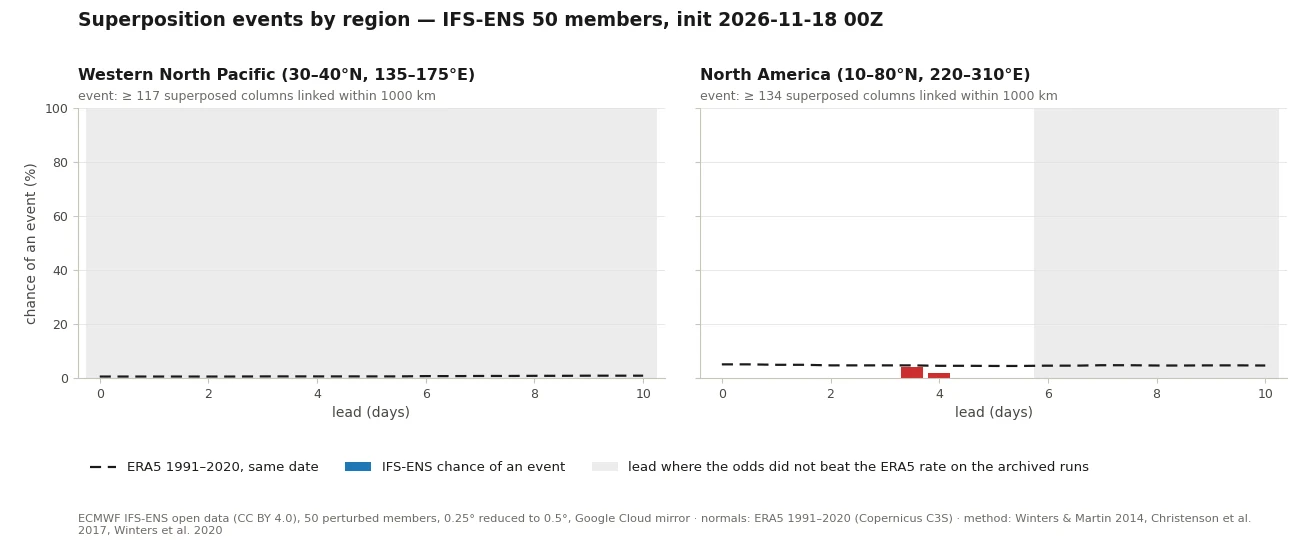 Superposition events by region — IFS-ENS 50 members, init 2026-11-18 00Z
Western North Pacific (30–40°N, 135–175°E)
event: ≥ 117 superposed columns linked within 1000 km
North America (10–80°N, 220–310°E)
event: ≥ 134 superposed columns linked within 1000 km
chance of an event (%)
100
80
60
40
20
0
0 2 4 6 8 10
lead (days)
0 2 4 6 8 10
lead (days)
ERA5 1991–2020, same date
IFS-ENS chance of an event
lead where the odds did not beat the ERA5 rate on the archived runs
ECMWF IFS-ENS open data (CC BY 4.0), 50 perturbed members, 0.25° reduced to 0.5°, Google Cloud mirror · normals: ERA5 1991–2020 (Copernicus C3S) · method: Winters & Martin 2014, Christenson et al.
2017, Winters et al. 2020